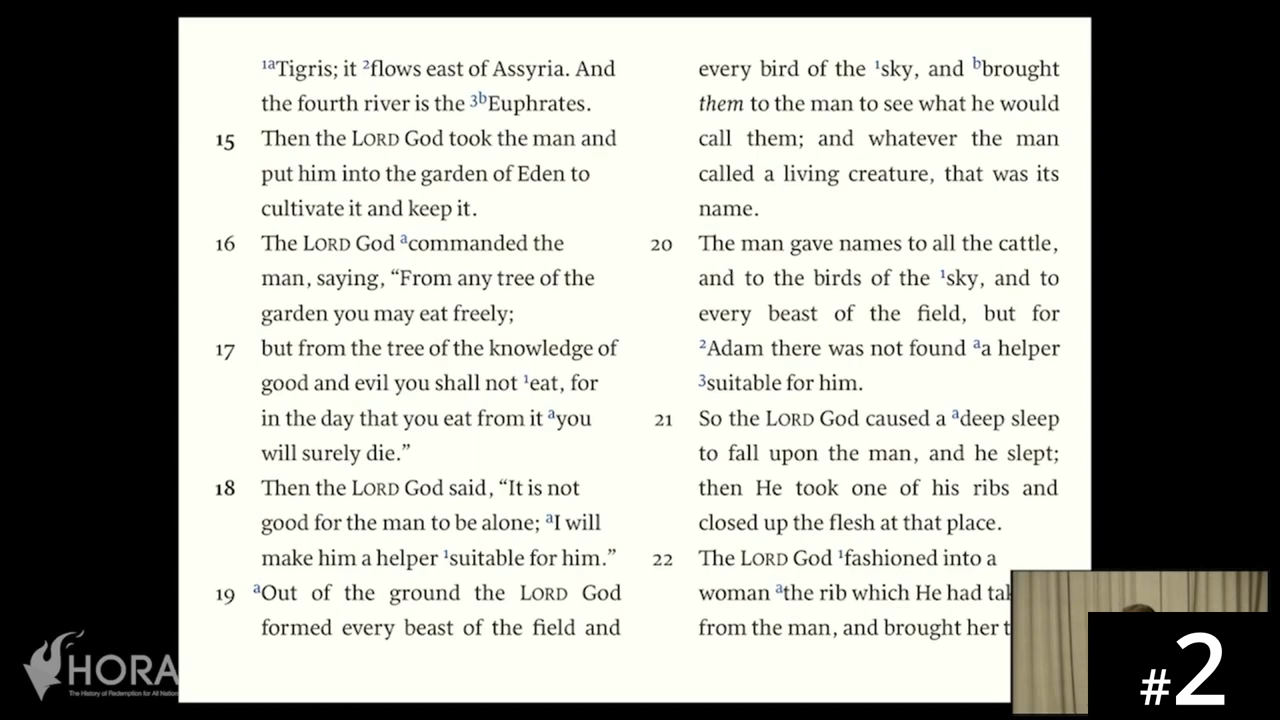 1aTigris; it 2flows east of Assyria. And
the fourth river is the 3bEuphrates.
15 Then the LORD God took the man and
put him into the garden of Eden to
cultivate it and keep it.
16 The LORD God acommanded the
man, saying, “From any tree of the
garden you may eat freely;
17 but from the tree of the knowledge of
good and evil you shall not 1eat, for
in the day that you eat from it ayou
will surely die.”
18 Then the LORD God said, “It is not
good for the man to be alone; aI will
make him a helper 1suitable for him.”
19 aOut of the ground the LORD God
formed every beast of the field and
every bird of the 1sky, and bbrought
them to the man to see what he would
call them; and whatever the man
called a living creature, that was its
name.
20 The man gave names to all the cattle,
and to the birds of the 1sky, and to
every beast of the field, but for
2Adam there was not found aa helper
3suitable for him.
21 So the LORD God caused a adeep sleep
to fall upon the man, and he slept;
then He took one of his ribs and
closed up the flesh at that place.
22 The LORD God 1fashioned into a
woman athe rib which He had
from the man, and brought her
HORA
The History of Redemption for All
#2